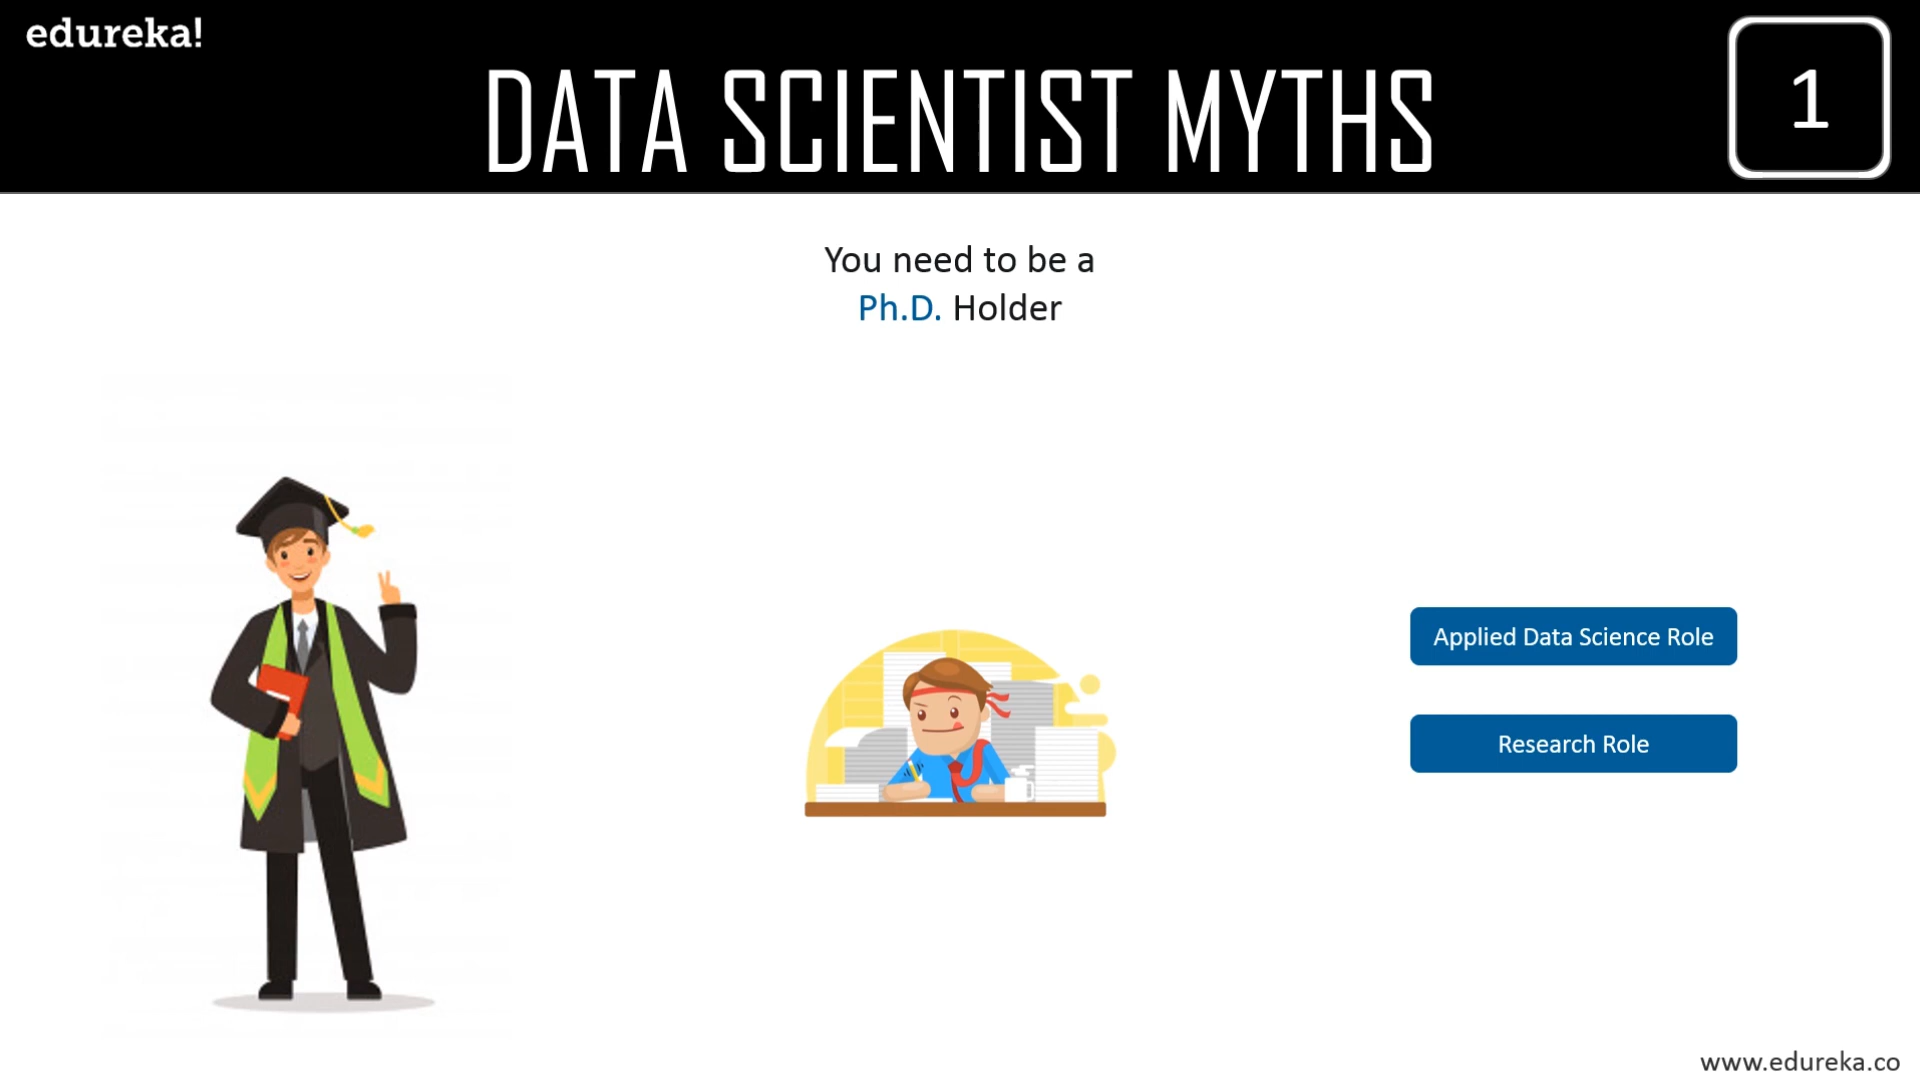 edureka!
DATA SCIENTIST MYTHS
1
You need to be a
Ph.D. Holder
Applied Data Science Role
Research Role
www.edureka.co